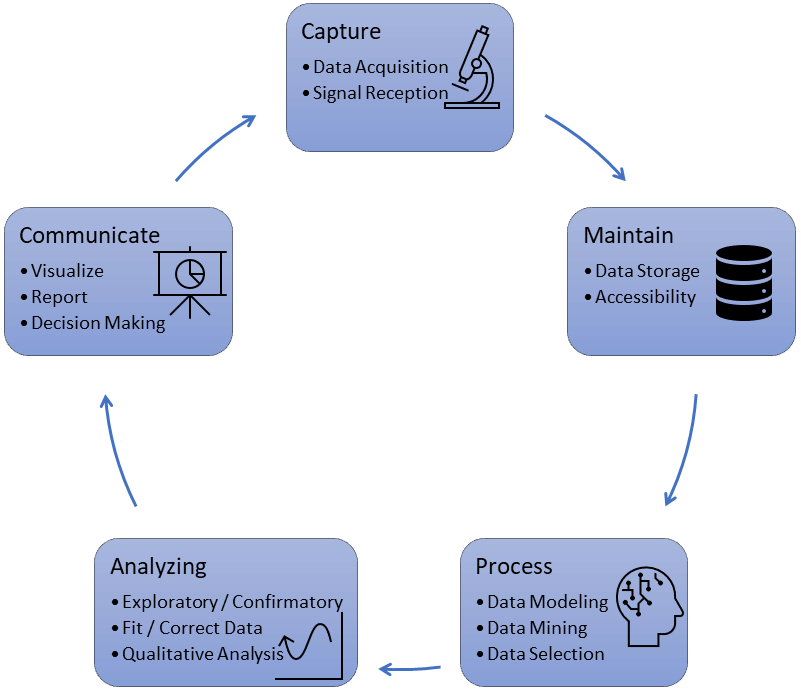 Capture
• Data Acquisition
• Signal Reception
Maintain
• Data Storage
• Accessibility
Process
• Data Modeling
• Data Mining
• Data Selection
Analyzing
• Exploratory / Confirmatory
• Fit / Correct Data
• Qualitative Analysis
Communicate
• Visualize
• Report
• Decision Making